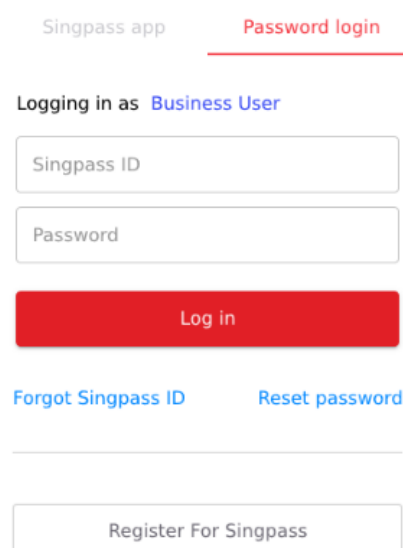 Singpass app Password login
Logging in as Business User
Singpass ID
Password
Log in
Forgot Singpass ID Reset password
Register For Singpass